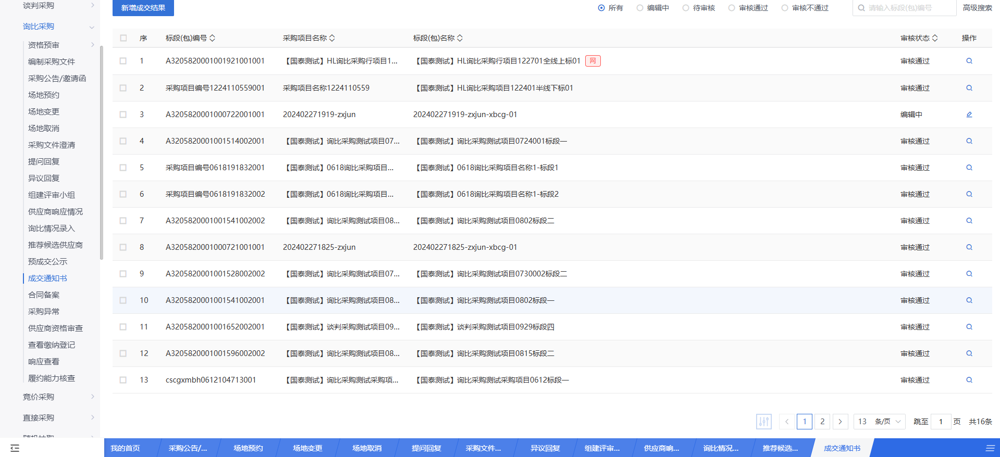 谈判采购
询比采购
资格预审
编制采购文件
采购公告/邀请函
场地预约
场地变更
场地取消
采购文件澄清
提问回复
异议回复
组建评审小组
供应商响应情况
询比情况录入
推荐候选供应商
预成交公示
成交通知书
合同备案
采购异常
供应商资格审查
查看缴纳登记
响应查看
履约能力核查
竞价采购
直接采购
新增成交结果
所有 编辑中 待审核 审核通过 审核不通过 请输入标段(包)编号 高级搜索
序 标段(包)编号 采购项目名称 标段(包)名称 审核状态 操作
1 A3205820001001921001001 【国泰测试】HL询比采购行项目1... 【国泰测试】HL询比采购行项目122701全线上标01 网 审核通过
2 采购项目编号1224110559001 采购项目名称1224110559 【国泰测试】HL询比采购项目122401半线下标01 审核通过
3 A3205820001000722001001 202402271919-zxjun 202402271919-zxjun-xbcg-01 编辑中
4 A3205820001001514002001 【国泰测试】询比采购测试项目07... 【国泰测试】询比采购测试项目0724001标段一 审核通过
5 采购项目编号0618191832001 【国泰测试】0618询比采购项目... 【国泰测试】0618询比采购项目名称1-标段1 审核通过
6 采购项目编号0618191832002 【国泰测试】0618询比采购项目... 【国泰测试】0618询比采购项目名称1-标段2 审核通过
7 A3205820001001541002002 【国泰测试】询比采购测试项目08... 【国泰测试】询比采购测试项目0802标段二 审核通过
8 A3205820001000721001001 202402271825-zxjun 202402271825-zxjun-xbcg-01 审核通过
9 A3205820001001528002002 【国泰测试】询比采购测试项目07... 【国泰测试】询比采购测试项目0730002标段二 审核通过
10 A3205820001001541002001 【国泰测试】询比采购测试项目08... 【国泰测试】询比采购测试项目0802标段一 审核通过
11 A3205820001001652002001 【国泰测试】谈判采购测试项目09... 【国泰测试】谈判采购测试项目0929标段四 审核通过
12 A3205820001001596002002 【国泰测试】询比采购测试项目08... 【国泰测试】询比采购测试项目0815标段二 审核通过
13 cscgxmbh0612104713001 【国泰测试】询比采购测试采购项... 【国泰测试】询比采购测试采购项目0612标段一 审核通过
1 2 13 条/页 跳至 1 页 共16条
我的首页 采购公告/... 场地预约 场地变更 场地取消 提问回复 采购文件... 异议回复 组建评审... 供应商响... 询比情况... 推荐候选... 成交通知书